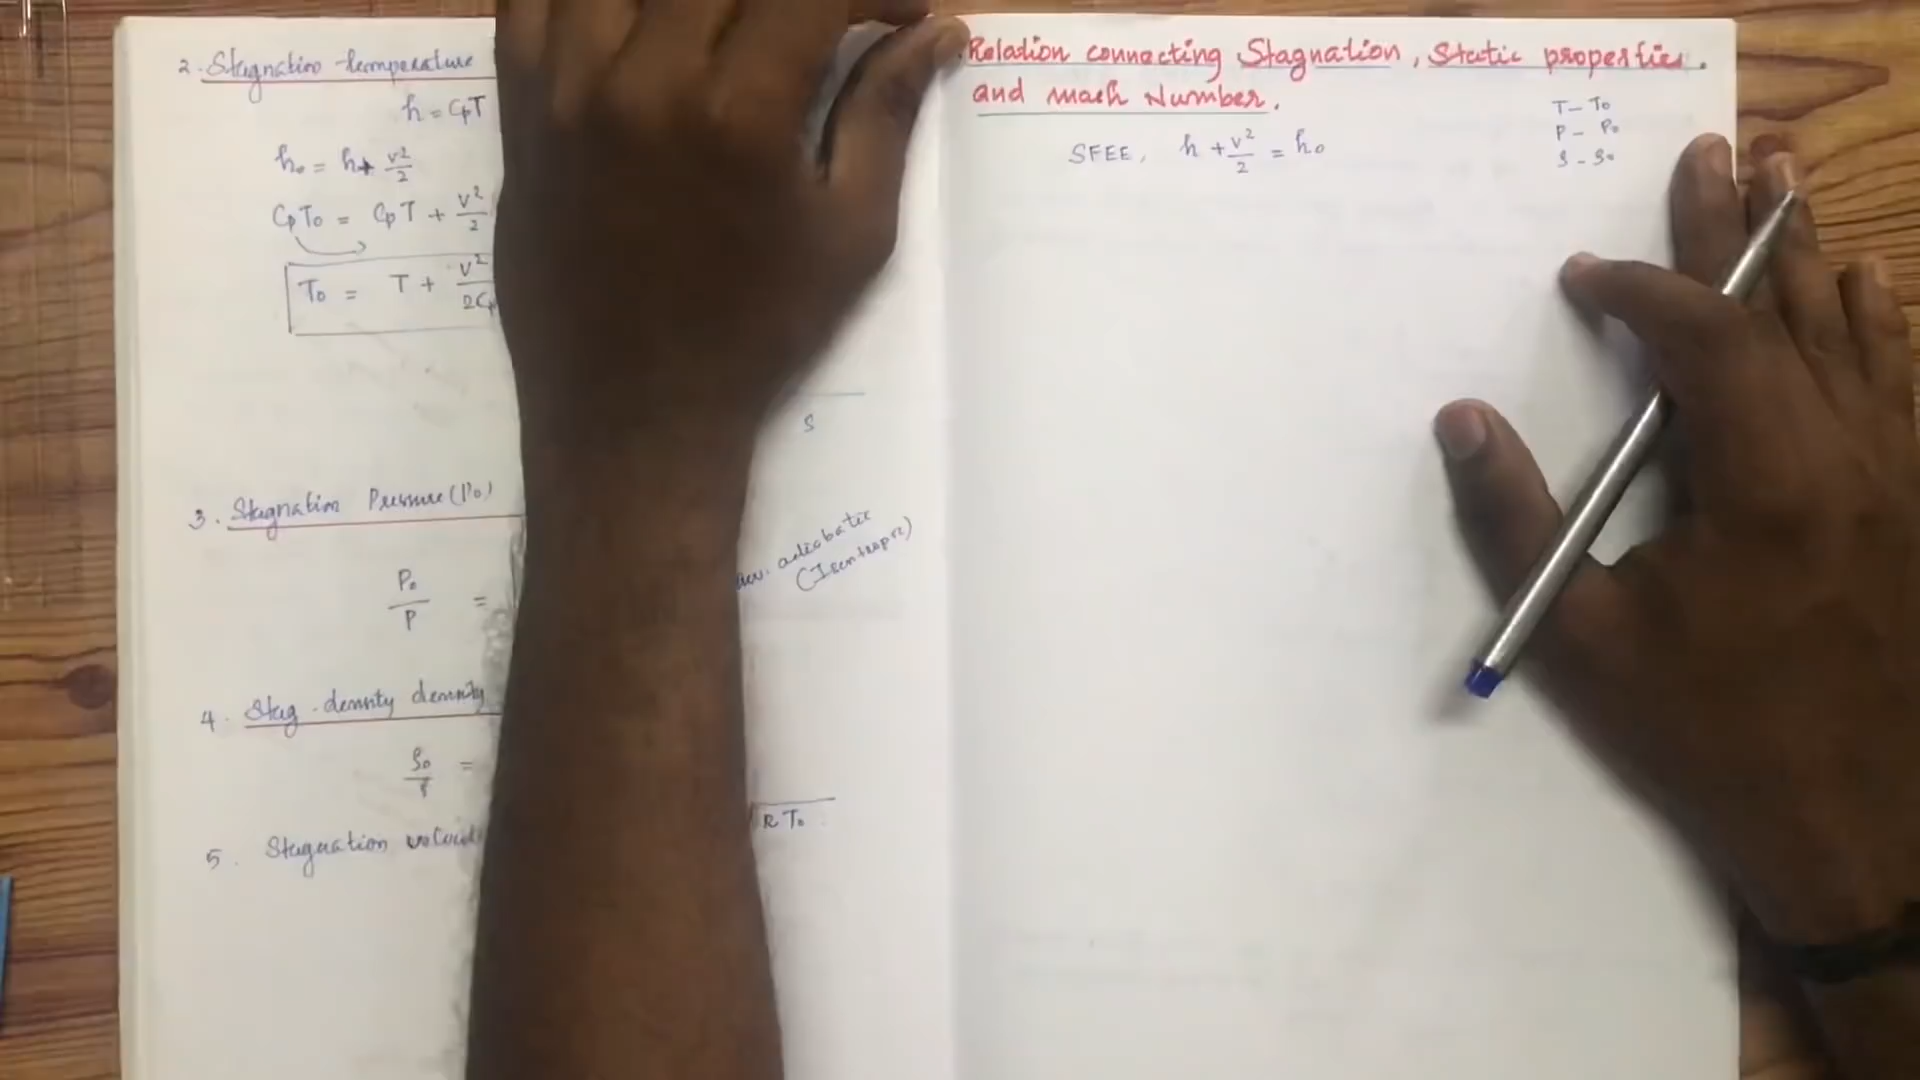 2. Stagnation temperature
h = CpT
h₀ = h + v²/2
CpT₀ = CpT + v²/2
T₀ = T + v²/2Cp
S
3. Stagnation Pressure (P₀)
P₀/P =
adiabatic
(Isentropic)
4. Stag. density density
ρ₀/ρ =
RT₀
5. Stagnation
Relation connecting Stagnation, Static properties.
and mach Number.
T - T₀
P - P₀
ρ - ρ₀
SFEE, h + v²/2 = h₀